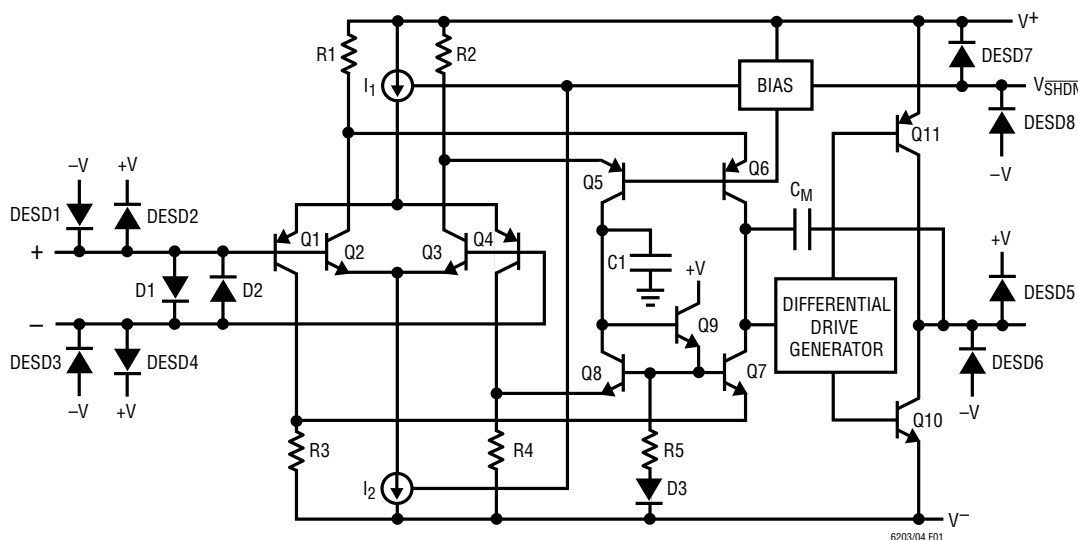 V+
R1
R2
DESD7
I1
BIAS
VSHDN
DESD8
–V
+V
Q11
–V
Q5
Q6
CM
DESD1
DESD2
Q1
Q2
Q3
Q4
+
C1
+V
+V
D1
D2
Q9
DIFFERENTIAL
DRIVE
GENERATOR
DESD5
–
DESD3
DESD4
Q8
Q7
DESD6
–V
+V
–V
Q10
R3
R4
R5
I2
D3
V–
6203/04 F01